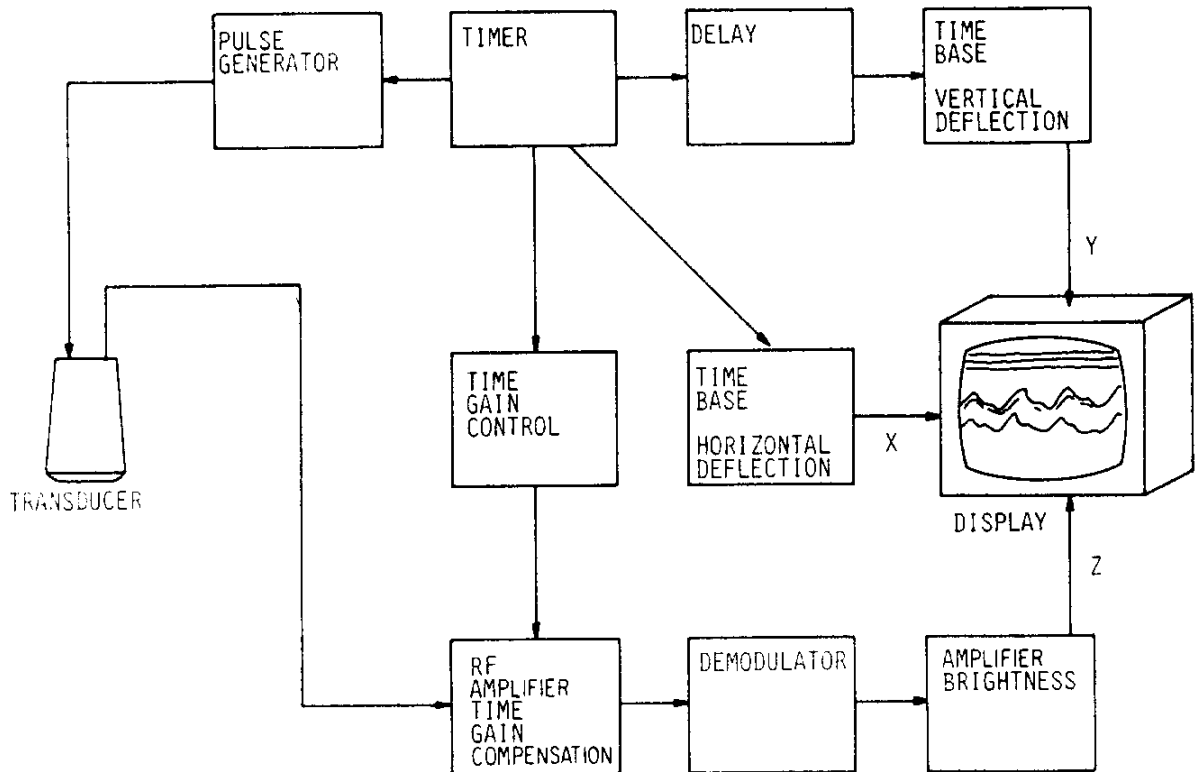 PULSE
GENERATOR
TIMER
DELAY
TIME
BASE
VERTICAL
DEFLECTION
Y
TRANSDUCER
TIME
GAIN
CONTROL
TIME
BASE
HORIZONTAL
DEFLECTION
X
DISPLAY
Z
RF
AMPLIFIER
TIME
GAIN
COMPENSATION
DEMODULATOR
AMPLIFIER
BRIGHTNESS